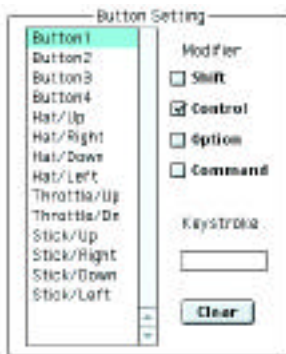 Button Setting
Button1
Button2
Button3
Button4
Hat/Up
Hat/Right
Hat/Down
Hat/Left
Throttle/Up
Throttle/Dn
Stick/Up
Stick/Right
Stick/Down
Stick/Left
Modifier
Shift
Control
Option
Command
Keystroke
Clear